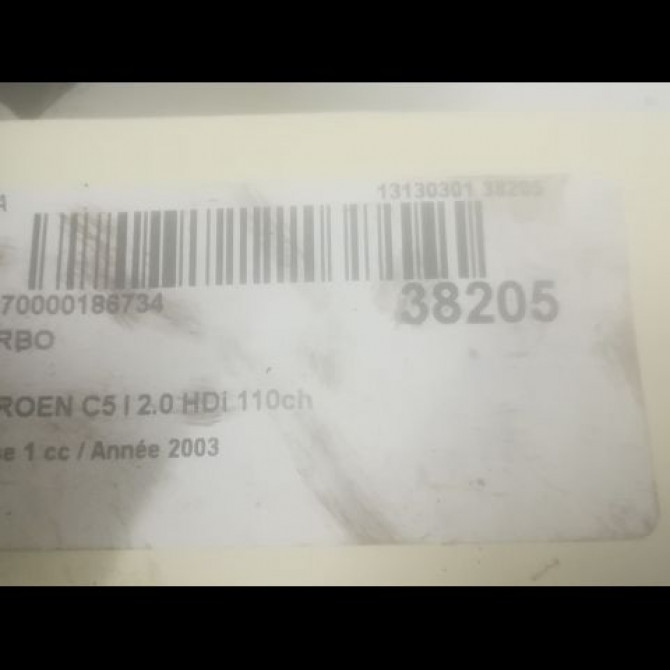 A 13130301 38205
70000186734 38205
RBO
ROEN C5 I 2.0 HDi 110ch
e 1 cc / Année 2003